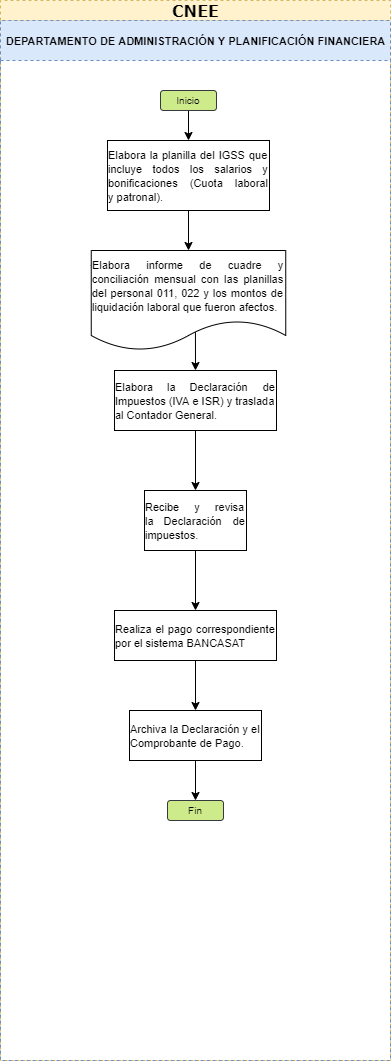 CNEE
DEPARTAMENTO DE ADMINISTRACIÓN Y PLANIFICACIÓN FINANCIERA
Inicio
Elabora la planilla del IGSS que
incluye todos los salarios y
bonificaciones (Cuota laboral
y patronal).
Elabora informe de cuadre y
conciliación mensual con las planillas
del personal 011, 022 y los montos de
liquidación laboral que fueron afectos.
Elabora la Declaración de
Impuestos (IVA e ISR) y traslada
al Contador General.
Recibe y revisa
la Declaración de
impuestos.
Realiza el pago correspondiente
por el sistema BANCASAT
Archiva la Declaración y el
Comprobante de Pago.
Fin